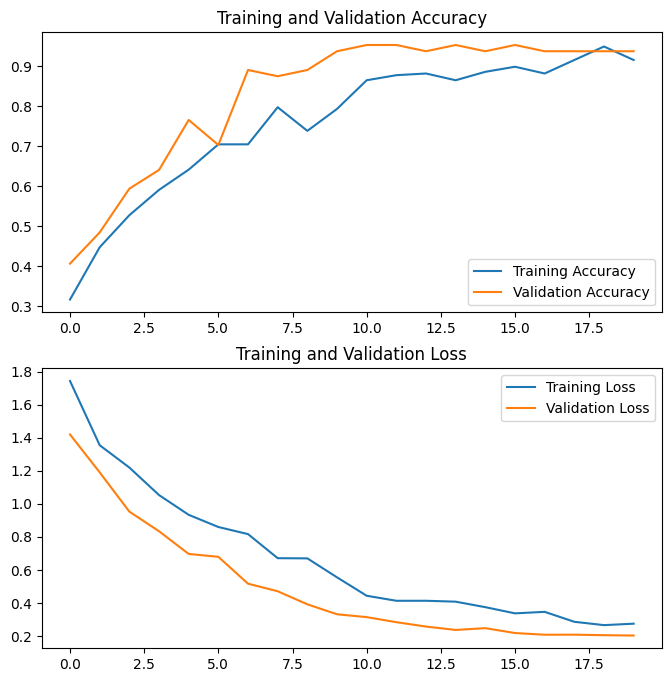 Training and Validation Accuracy
0.9
0.8
0.7
0.6
0.5
0.4
0.3
Training Accuracy
Validation Accuracy
0.0 2.5 5.0 7.5 10.0 12.5 15.0 17.5
Training and Validation Loss
1.8
1.6
1.4
1.2
1.0
0.8
0.6
0.4
0.2
Training Loss
Validation Loss
0.0 2.5 5.0 7.5 10.0 12.5 15.0 17.5